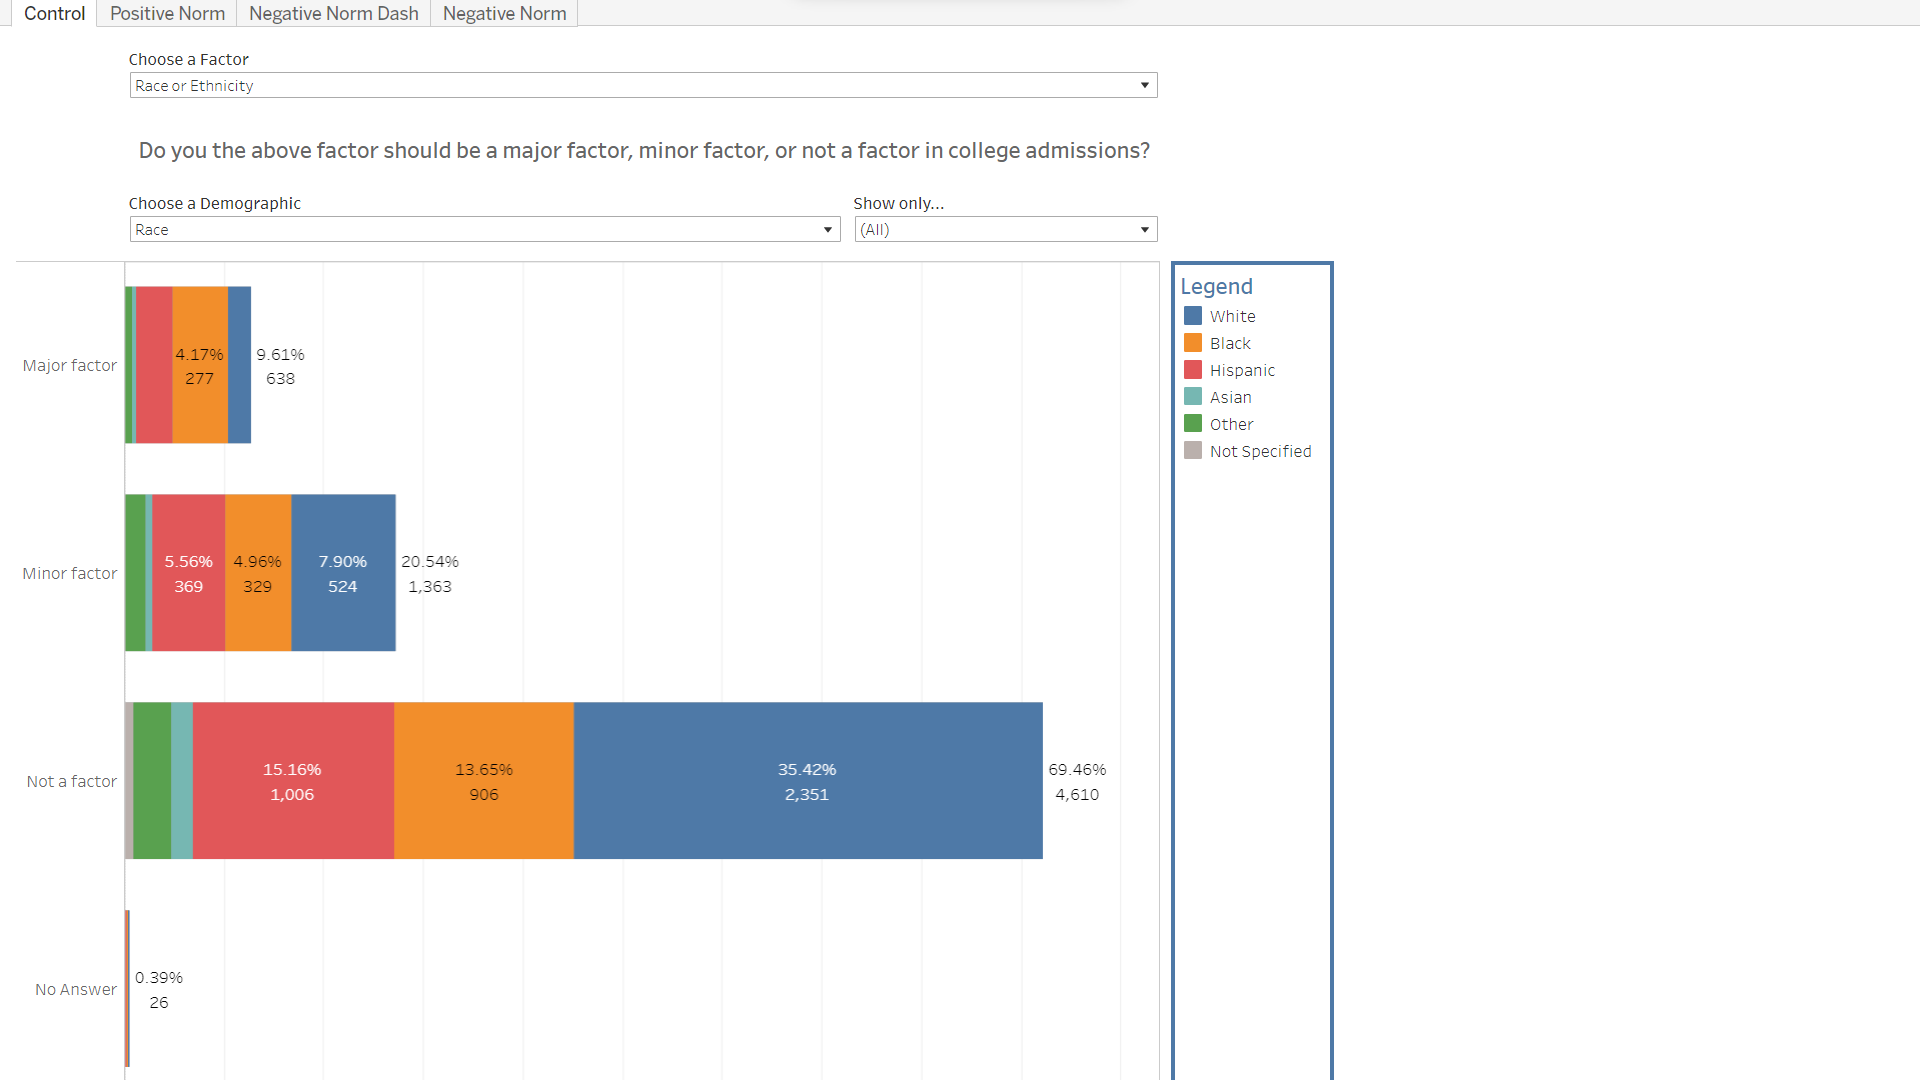 Control Positive Norm Negative Norm Dash Negative Norm
Choose a Factor
Race or Ethnicity
Do you the above factor should be a major factor, minor factor, or not a factor in college admissions?
Choose a Demographic Show only...
Race (All)
Legend
White
Black
Hispanic
Asian
Other
Not Specified
Major factor
4.17% 9.61%
277 638
Minor factor
5.56% 4.96% 7.90% 20.54%
369 329 524 1,363
Not a factor
15.16% 13.65% 35.42% 69.46%
1,006 906 2,351 4,610
No Answer
0.39%
26